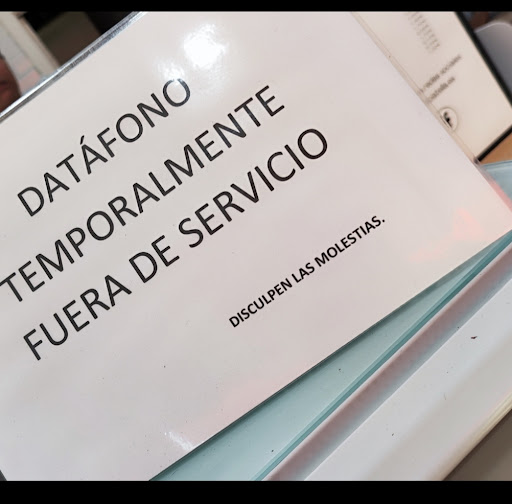 DATÁFONO
TEMPORALMENTE
FUERA DE SERVICIO
DISCULPEN LAS MOLESTIAS.